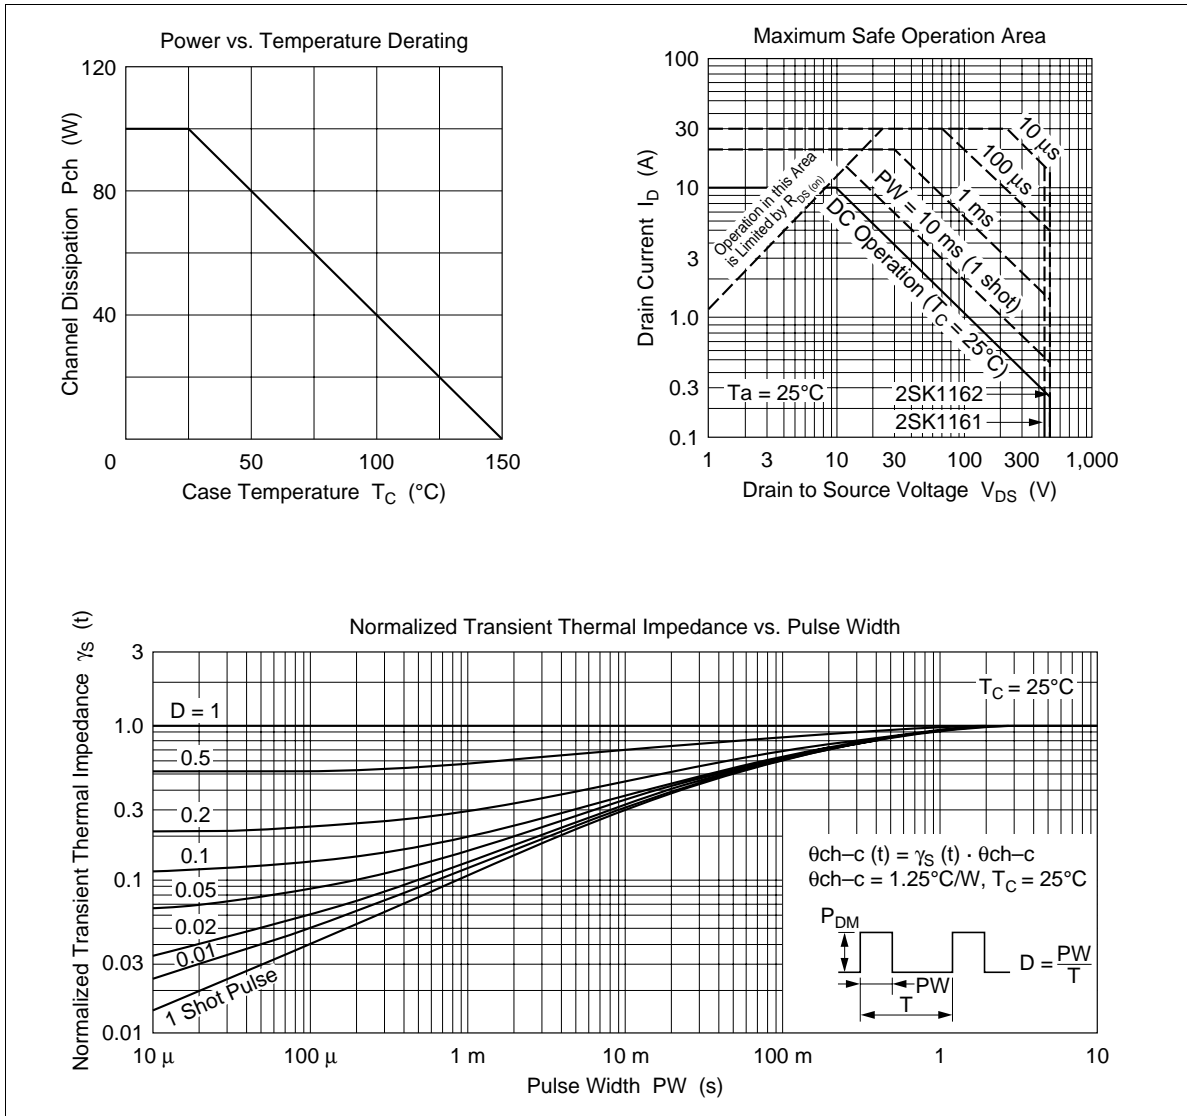 Power vs. Temperature Derating
Channel Dissipation Pch (W)
120
80
40
0
50
100
150
Case Temperature T_C (°C)
Maximum Safe Operation Area
Drain Current I_D (A)
100
30
10
3
1.0
0.3
0.1
Operation in this Area
is Limited by R_DS (on)
10 μs
100 μs
1 ms
PW = 10 ms (1 shot)
DC Operation (T_C = 25°C)
Ta = 25°C
2SK1162
2SK1161
1
3
10
30
100
300
1,000
Drain to Source Voltage V_DS (V)
Normalized Transient Thermal Impedance vs. Pulse Width
Normalized Transient Thermal Impedance γ_S (t)
3
1.0
0.3
0.1
0.03
0.01
T_C = 25°C
D = 1
0.5
0.2
0.1
0.05
0.02
0.01
1 Shot Pulse
θch–c (t) = γ_S (t) · θch–c
θch–c = 1.25°C/W, T_C = 25°C
P_DM
PW
T
D = PW/T
10 μ
100 μ
1 m
10 m
100 m
1
10
Pulse Width PW (s)